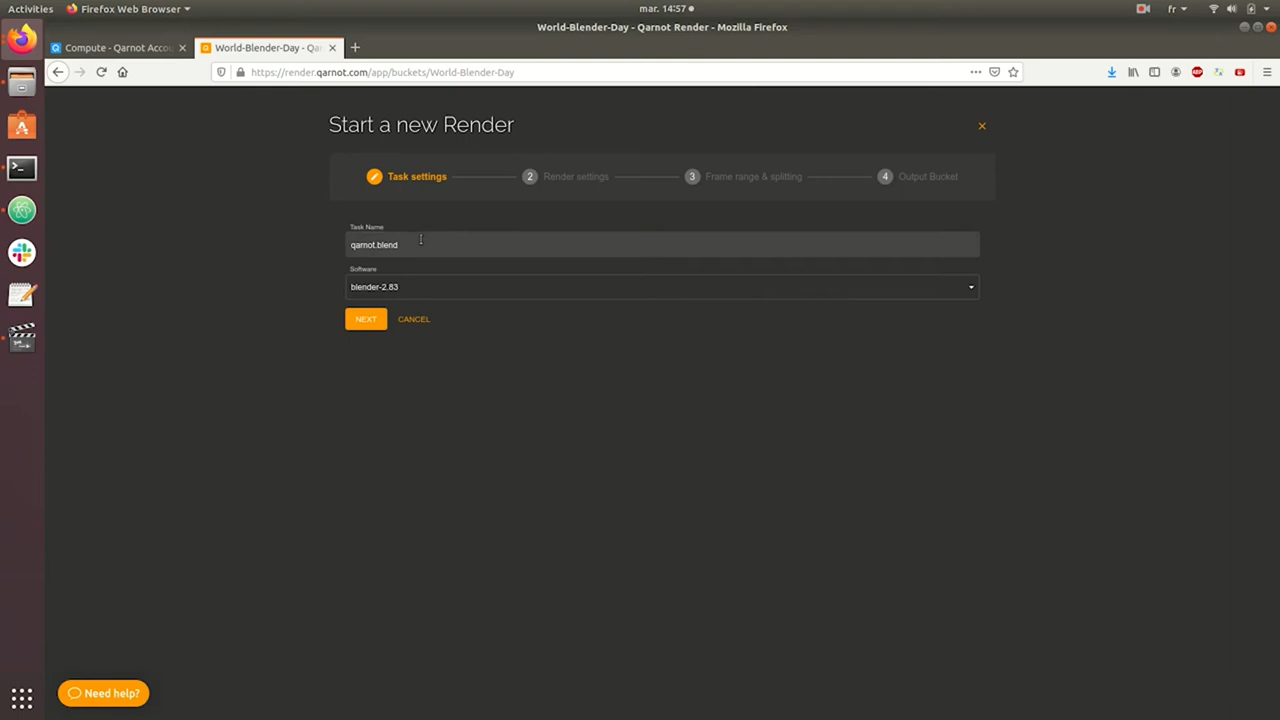 Activities
Firefox Web Browser
mar. 14:57
fr
World-Blender-Day - Qarnot Render - Mozilla Firefox
Compute - Qarnot Accou
World-Blender-Day - Qa
https://render.qarnot.com/app/buckets/World-Blender-Day
ABP
Start a new Render
Task settings
2 Render settings
3 Frame range & splitting
4 Output Bucket
Task Name
qarnot.blend
Software
blender-2.83
NEXT
CANCEL
Need help?